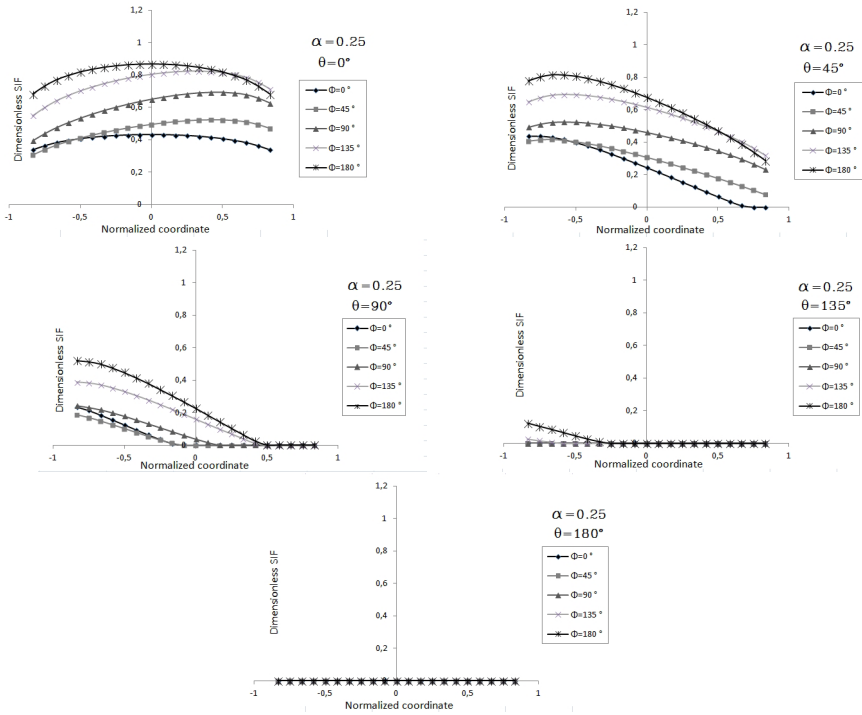 1,2
1
0,8
0,6
0,4
0,2
0
-1
-0,5
0
0,5
1
Dimensionless SIF
Normalized coordinate
α=0.25
θ=0°
Φ=0°
Φ=45°
Φ=90°
Φ=135°
Φ=180°
1,2
1
0,8
0,6
0,4
0,2
0
-1
-0,5
0
0,5
1
Dimensionless SIF
Normalized coordinate
α=0.25
θ=45°
Φ=0°
Φ=45°
Φ=90°
Φ=135°
Φ=180°
1,2
1
0,8
0,6
0,4
0,2
-1
-0,5
0
0,5
1
Dimensionless SIF
Normalized coordinate
α=0.25
θ=90°
Φ=0°
Φ=45°
Φ=90°
Φ=135°
Φ=180°
1,2
1
0,8
0,6
0,4
0,2
-1
-0,5
0
0,5
1
Dimensionless SIF
Normalized coordinate
α=0.25
θ=135°
Φ=0°
Φ=45°
Φ=90°
Φ=135°
Φ=180°
1,2
1
0,8
0,6
0,4
0,2
-1
-0,5
0
0,5
1
Dimensionless SIF
Normalized coordinate
α=0.25
θ=180°
Φ=0°
Φ=45°
Φ=90°
Φ=135°
Φ=180°